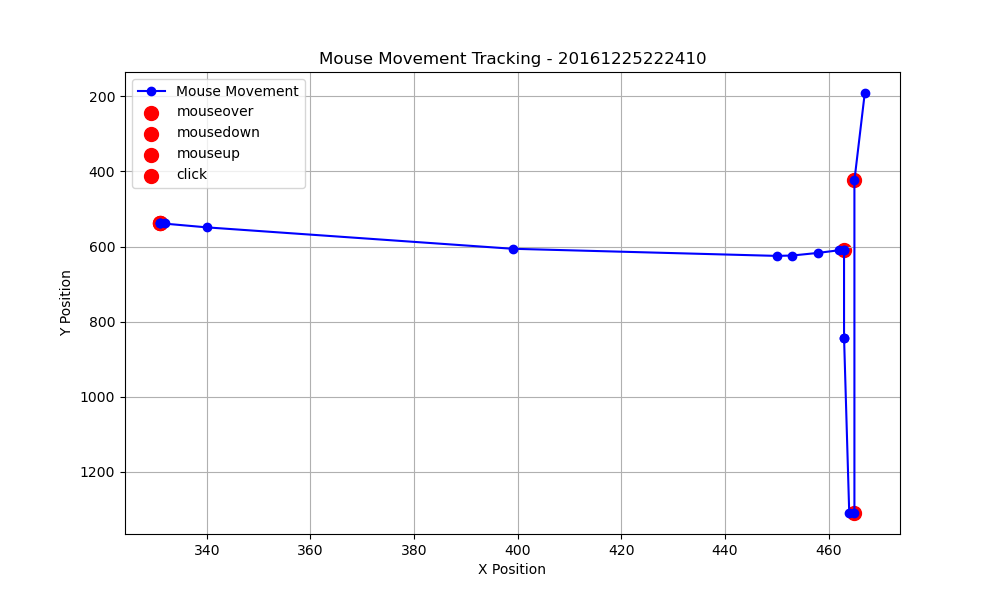 Mouse Movement Tracking - 20161225222410
Mouse Movement
mouseover
mousedown
mouseup
click
200
400
600
800
1000
1200
Y Position
340
360
380
400
420
440
460
X Position